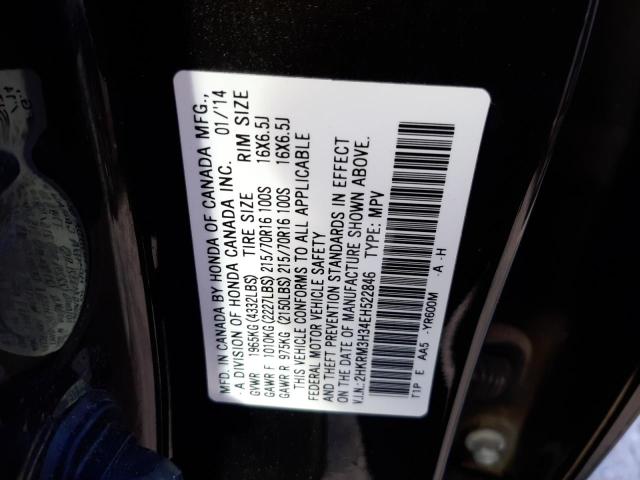 MFD. IN CANADA BY HONDA OF CANADA MFG.,
A DIVISION OF HONDA CANADA INC. 01/'14
GVWR 1965KG(4332LBS) TIRE SIZE RIM SIZE
GAWR F 1010KG(2227LBS) 215/70R16 100S 16X6.5J
GAWR R 975KG (2150LBS) 215/70R16 100S 16X6.5J
THIS VEHICLE CONFORMS TO ALL APPLICABLE
FEDERAL MOTOR VEHICLE SAFETY
AND THEFT PREVENTION STANDARDS IN EFFECT
ON THE DATE OF MANUFACTURE SHOWN ABOVE.
V.I.N.:2HKRM3H34EH522846 TYPE: MPV
T1P E AA5 -YR600M -A -H